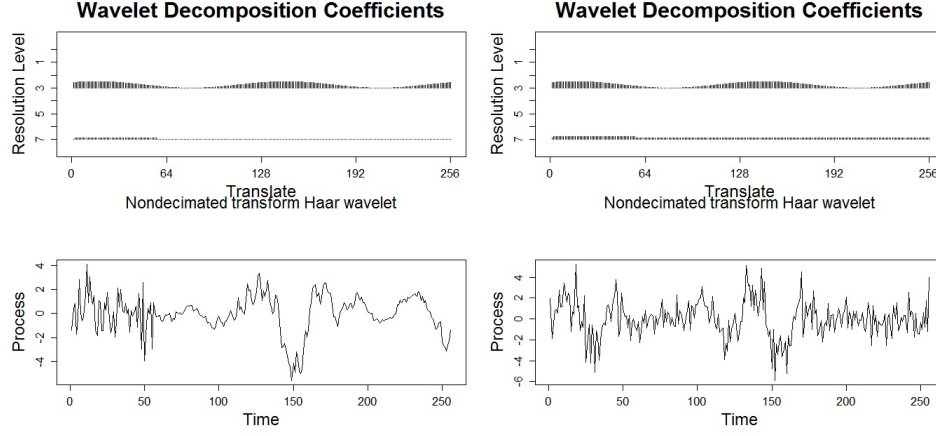 Wavelet Decomposition Coefficients
Resolution Level
1
3
5
7
0 64 128 192 256
Translate
Nondecimated transform Haar wavelet
Process
4
2
0
-2
-4
0 50 100 150 200 250
Time
Wavelet Decomposition Coefficients
Resolution Level
1
3
5
7
0 64 128 192 256
Translate
Nondecimated transform Haar wavelet
Process
4
2
0
-2
-4
-6
0 50 100 150 200 250
Time